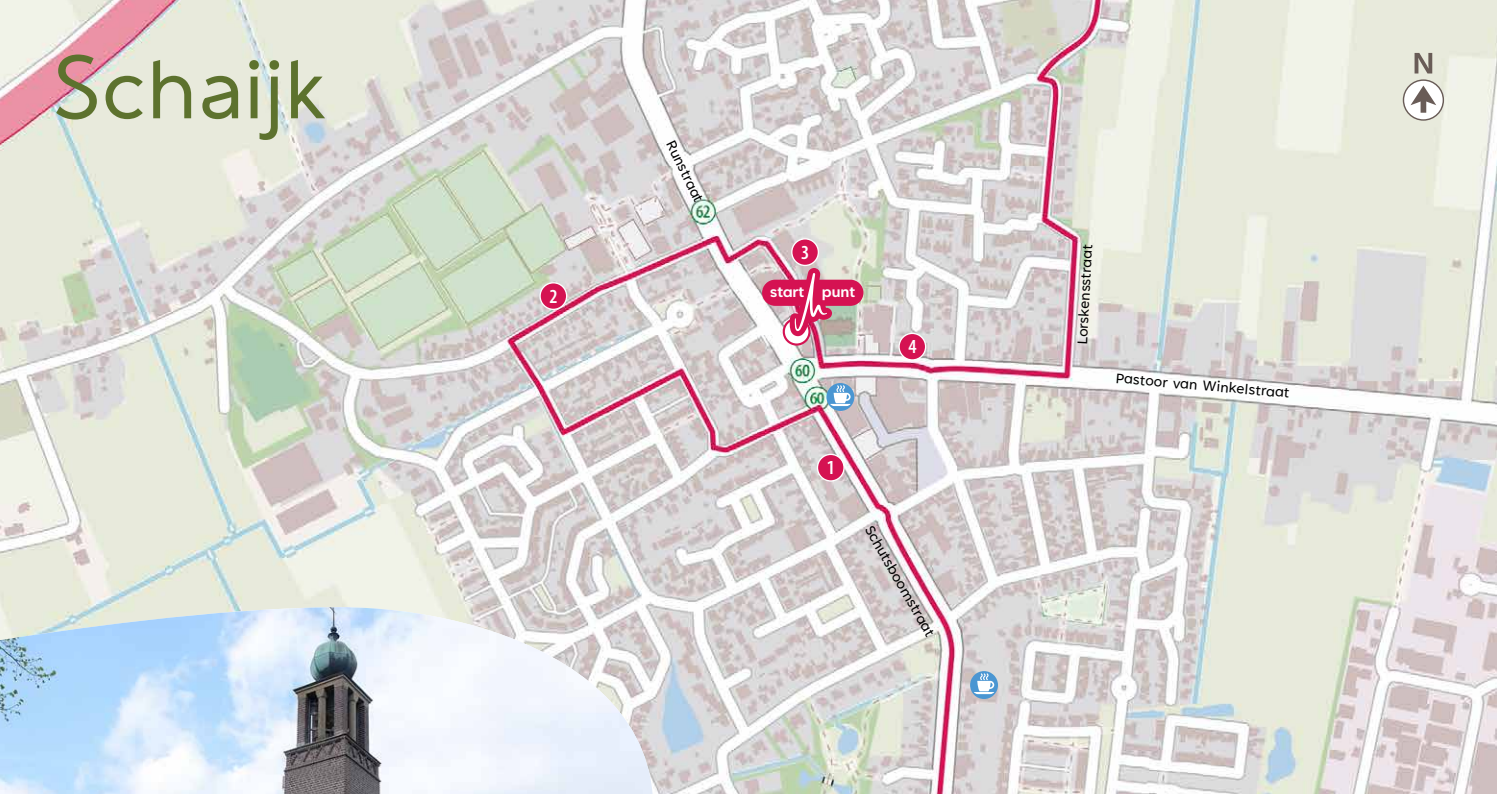 Schaijk
N
Runstraat
62
3
start punt
2
Lorskensstraat
4
60
Pastoor van Winkelstraat
60
1
Schutsboomstraat